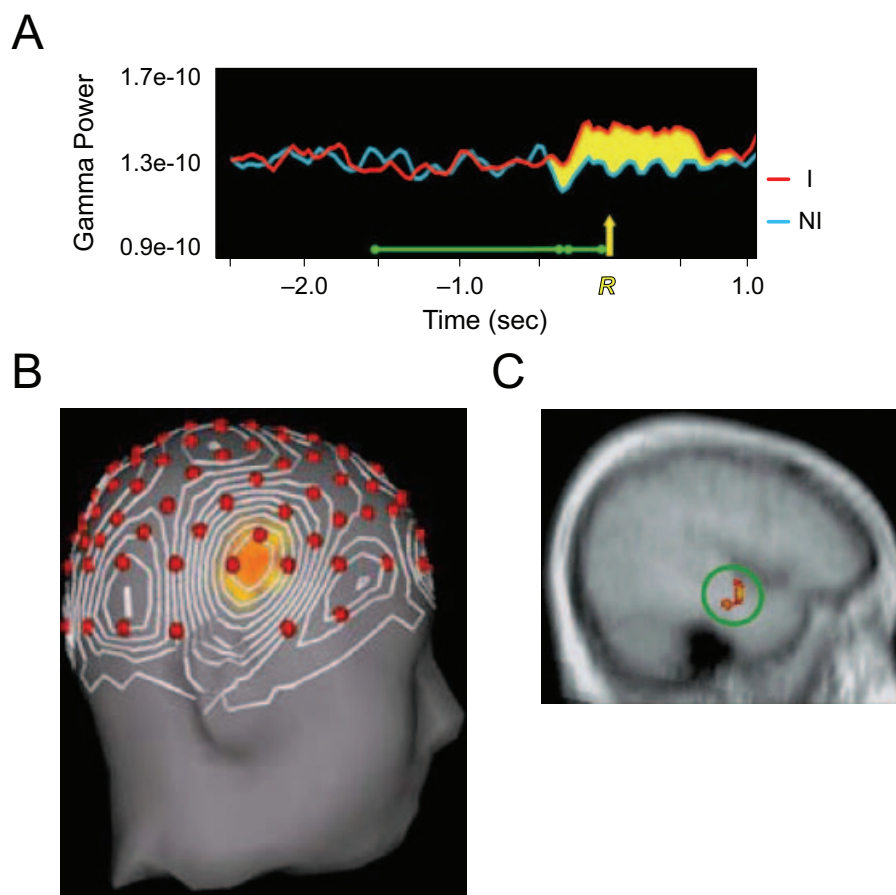 A
Gamma Power
1.7e-10
1.3e-10
0.9e-10
I
NI
–2.0
–1.0
R
1.0
Time (sec)
B
C